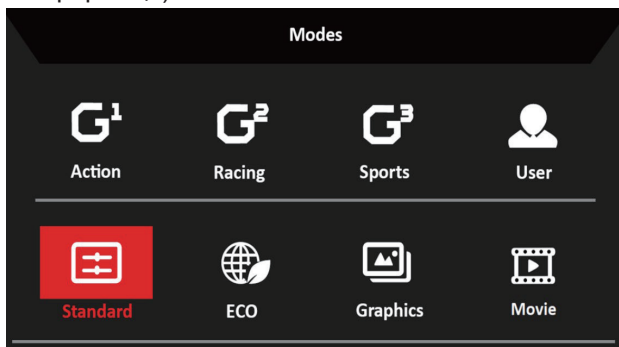 Modes
G¹ G² G³
Action Racing Sports User
Standard ECO Graphics Movie